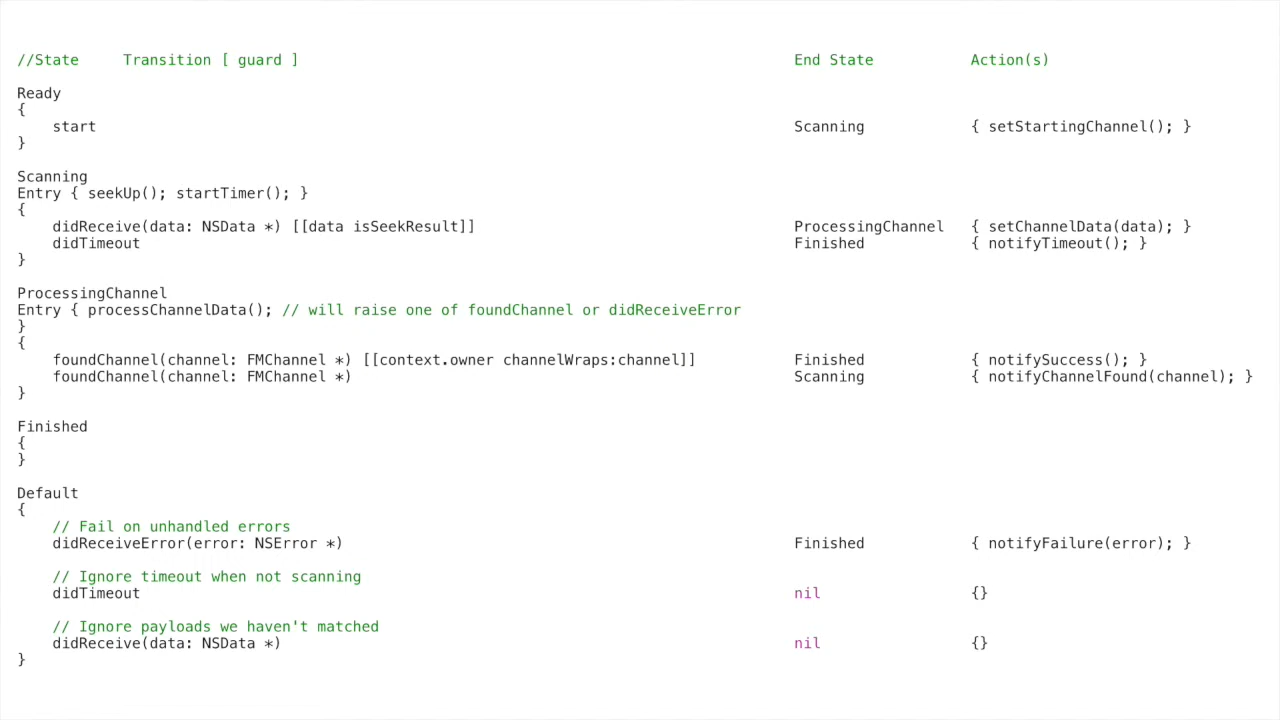 //State     Transition [ guard ]     End State     Action(s)
Ready
{
    start     Scanning     { setStartingChannel(); }
}
Scanning
Entry { seekUp(); startTimer(); }
{
    didReceive(data: NSData *) [[data isSeekResult]]     ProcessingChannel     { setChannelData(data); }
    didTimeout     Finished     { notifyTimeout(); }
}
ProcessingChannel
Entry { processChannelData(); // will raise one of foundChannel or didReceiveError
}
{
    foundChannel(channel: FMChannel *) [[context.owner channelWraps:channel]]     Finished     { notifySuccess(); }
    foundChannel(channel: FMChannel *)     Scanning     { notifyChannelFound(channel); }
}
Finished
{
}
Default
{
    // Fail on unhandled errors
    didReceiveError(error: NSError *)     Finished     { notifyFailure(error); }
    // Ignore timeout when not scanning
    didTimeout     nil     {}
    // Ignore payloads we haven't matched
    didReceive(data: NSData *)     nil     {}
}